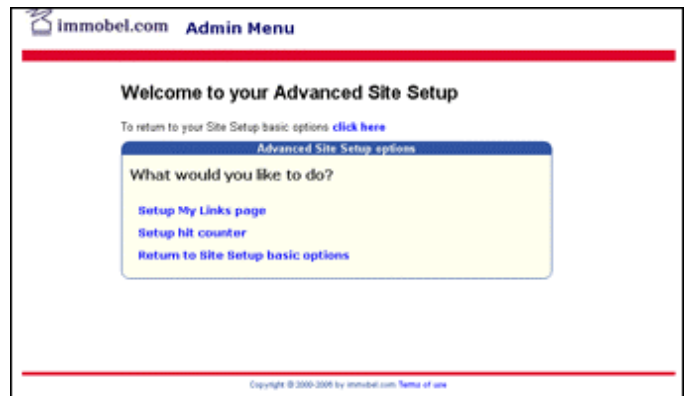 immobel.com Admin Menu
Welcome to your Advanced Site Setup
To return to your Site Setup basic options click here
Advanced Site Setup options
What would you like to do?
Setup My Links page
Setup hit counter
Return to Site Setup basic options
Copyright © 2000-2006 by immobel.com Terms of use